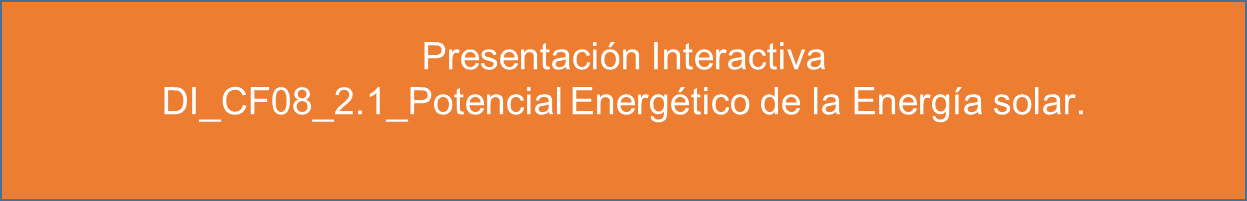 Presentación Interactiva
DI_CF08_2.1_Potencial Energético de la Energía solar.